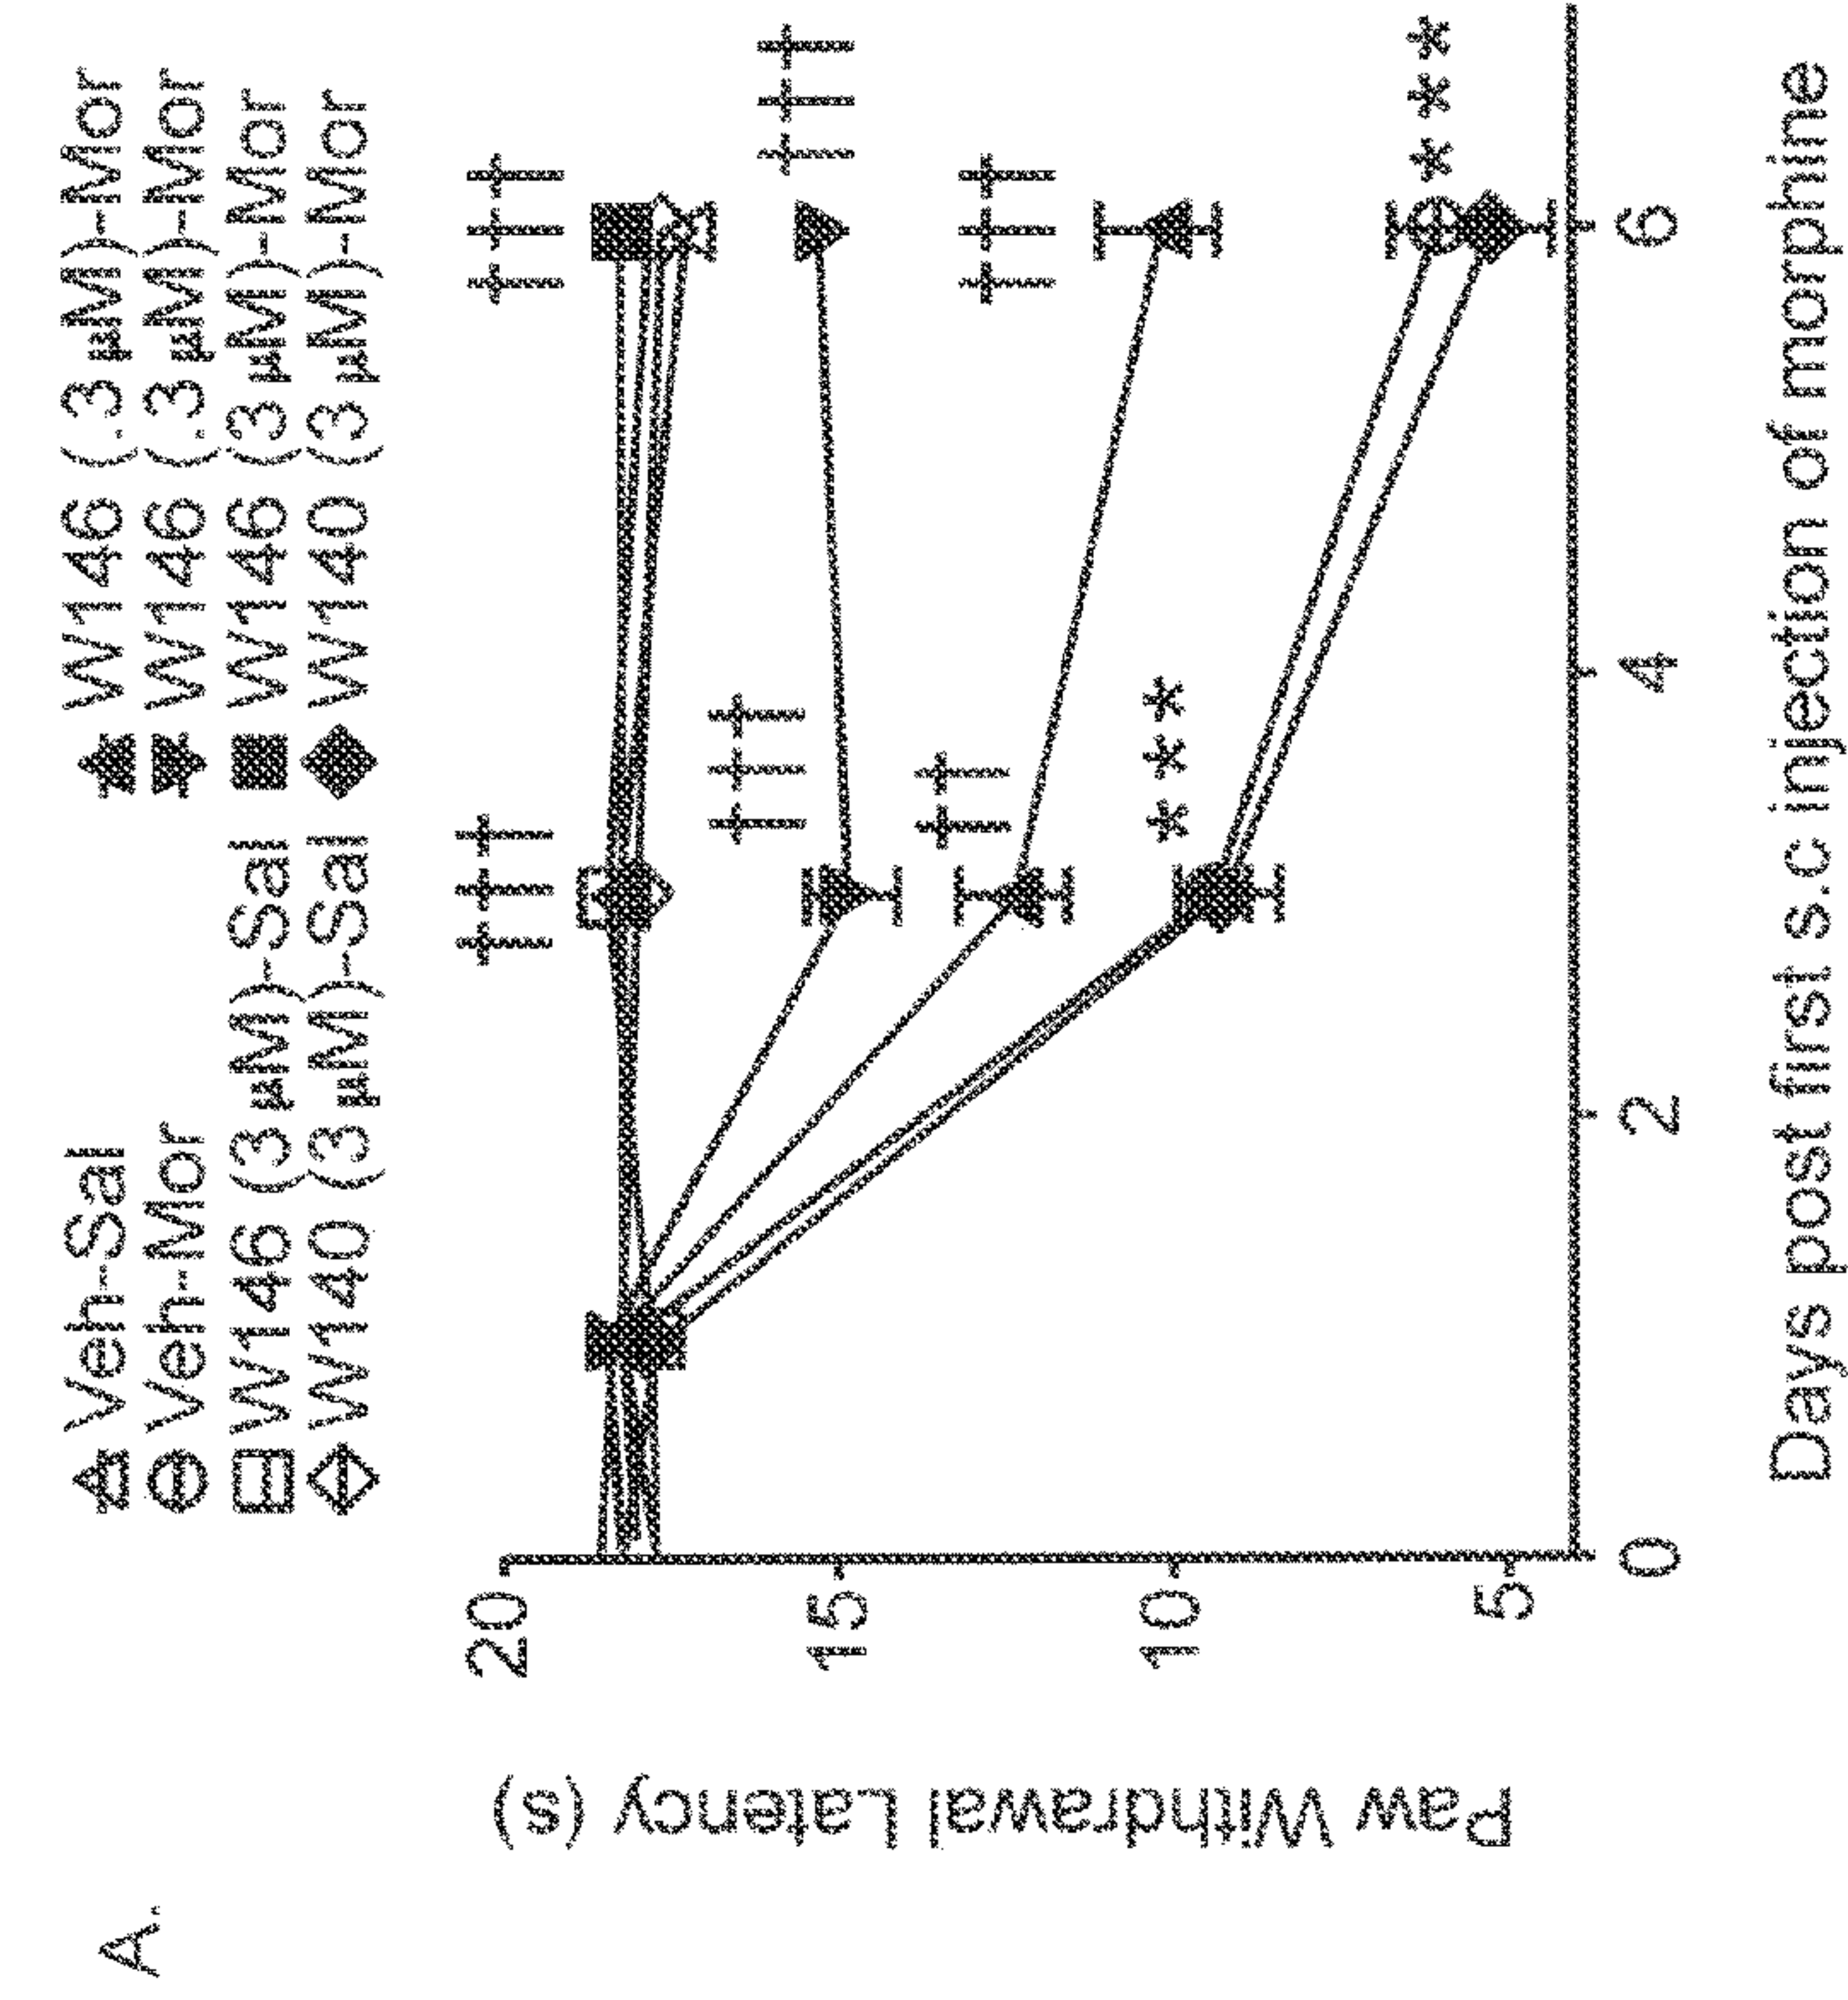 A.
Veh-Sal
Veh-Mor
W146 (3 µM)-Sal
W140 (3 µM)-Sal
W146 (.3 µM)-Mor
W146 (.3 µM)-Mor
W146 (3 µM)-Mor
W140 (3 µM)-Mor
Paw Withdrawal Latency (s)
20
15
10
5
†††
†††
††
***
†††
†††
†††
***
0
2
4
6
Days post first s.c injection of morphine